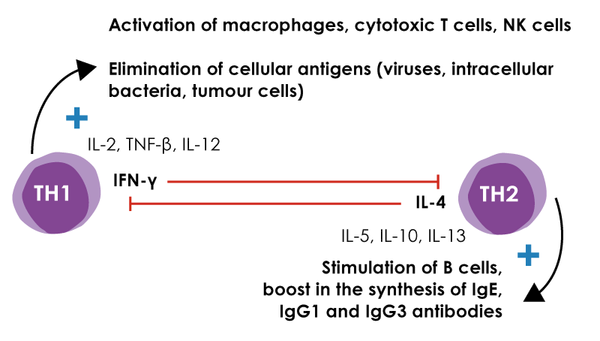 Activation of macrophages, cytotoxic T cells, NK cells
Elimination of cellular antigens (viruses, intracellular
bacteria, tumour cells)
+
IL-2, TNF-β, IL-12
TH1
IFN-γ
IL-4
TH2
IL-5, IL-10, IL-13
+
Stimulation of B cells,
boost in the synthesis of IgE,
IgG1 and IgG3 antibodies